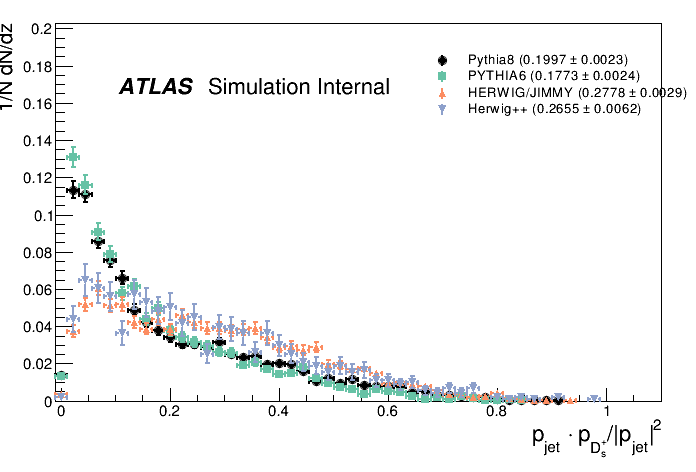 1/N dN/dz
0.2
0.18
0.16
0.14
0.12
0.1
0.08
0.06
0.04
0.02
0
ATLAS Simulation Internal
Pythia8 (0.1997 ± 0.0023)
PYTHIA6 (0.1773 ± 0.0024)
HERWIG/JIMMY (0.2778 ± 0.0029)
Herwig++ (0.2655 ± 0.0062)
0 0.2 0.4 0.6 0.8 1
p_jet · p_D_s^+/|p_jet|^2